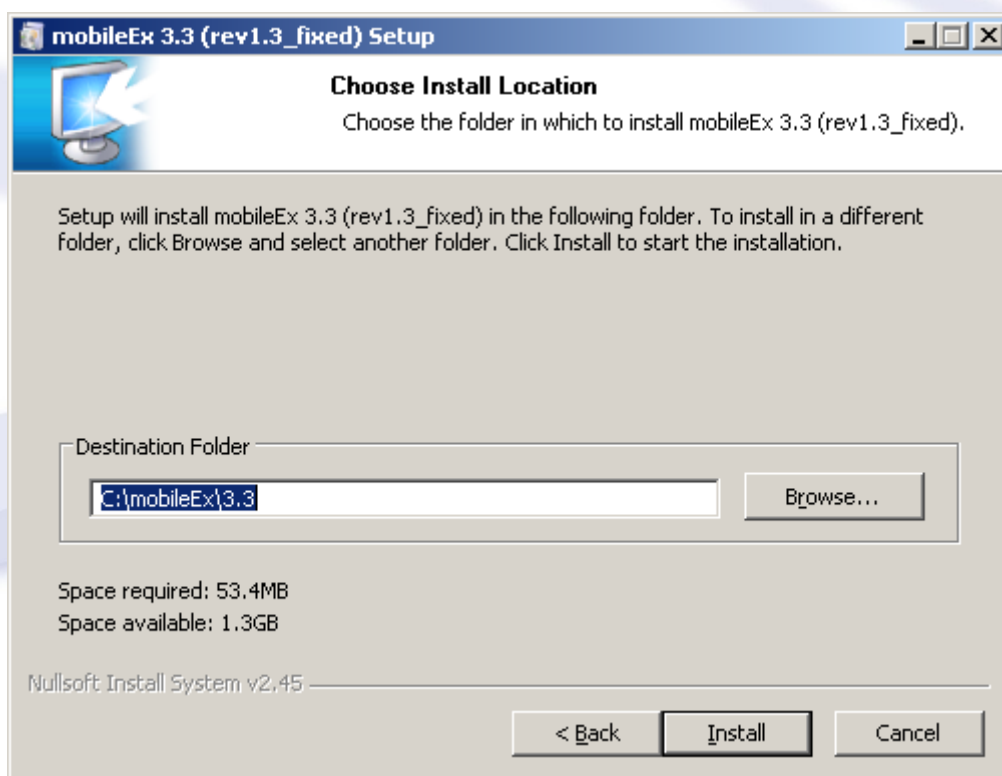 mobileEx 3.3 (rev1.3_fixed) Setup
Choose Install Location
Choose the folder in which to install mobileEx 3.3 (rev1.3_fixed).
Setup will install mobileEx 3.3 (rev1.3_fixed) in the following folder. To install in a different
folder, click Browse and select another folder. Click Install to start the installation.
Destination Folder
C:\mobileEx\3.3
Browse...
Space required: 53.4MB
Space available: 1.3GB
Nullsoft Install System v2.45
< Back
Install
Cancel